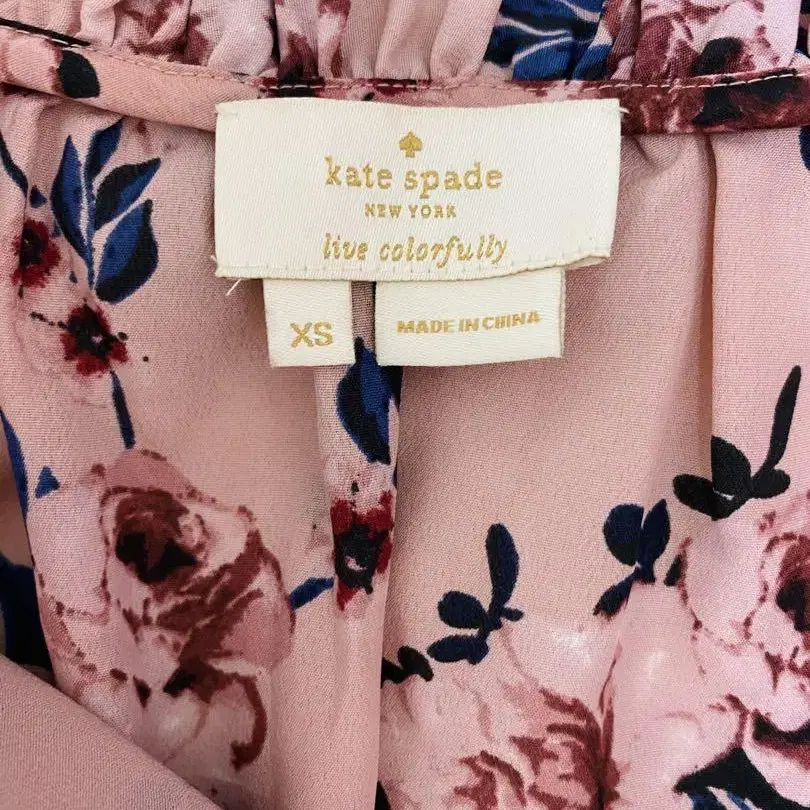 kate spade
NEW YORK
live colorfully
XS
MADE IN CHINA